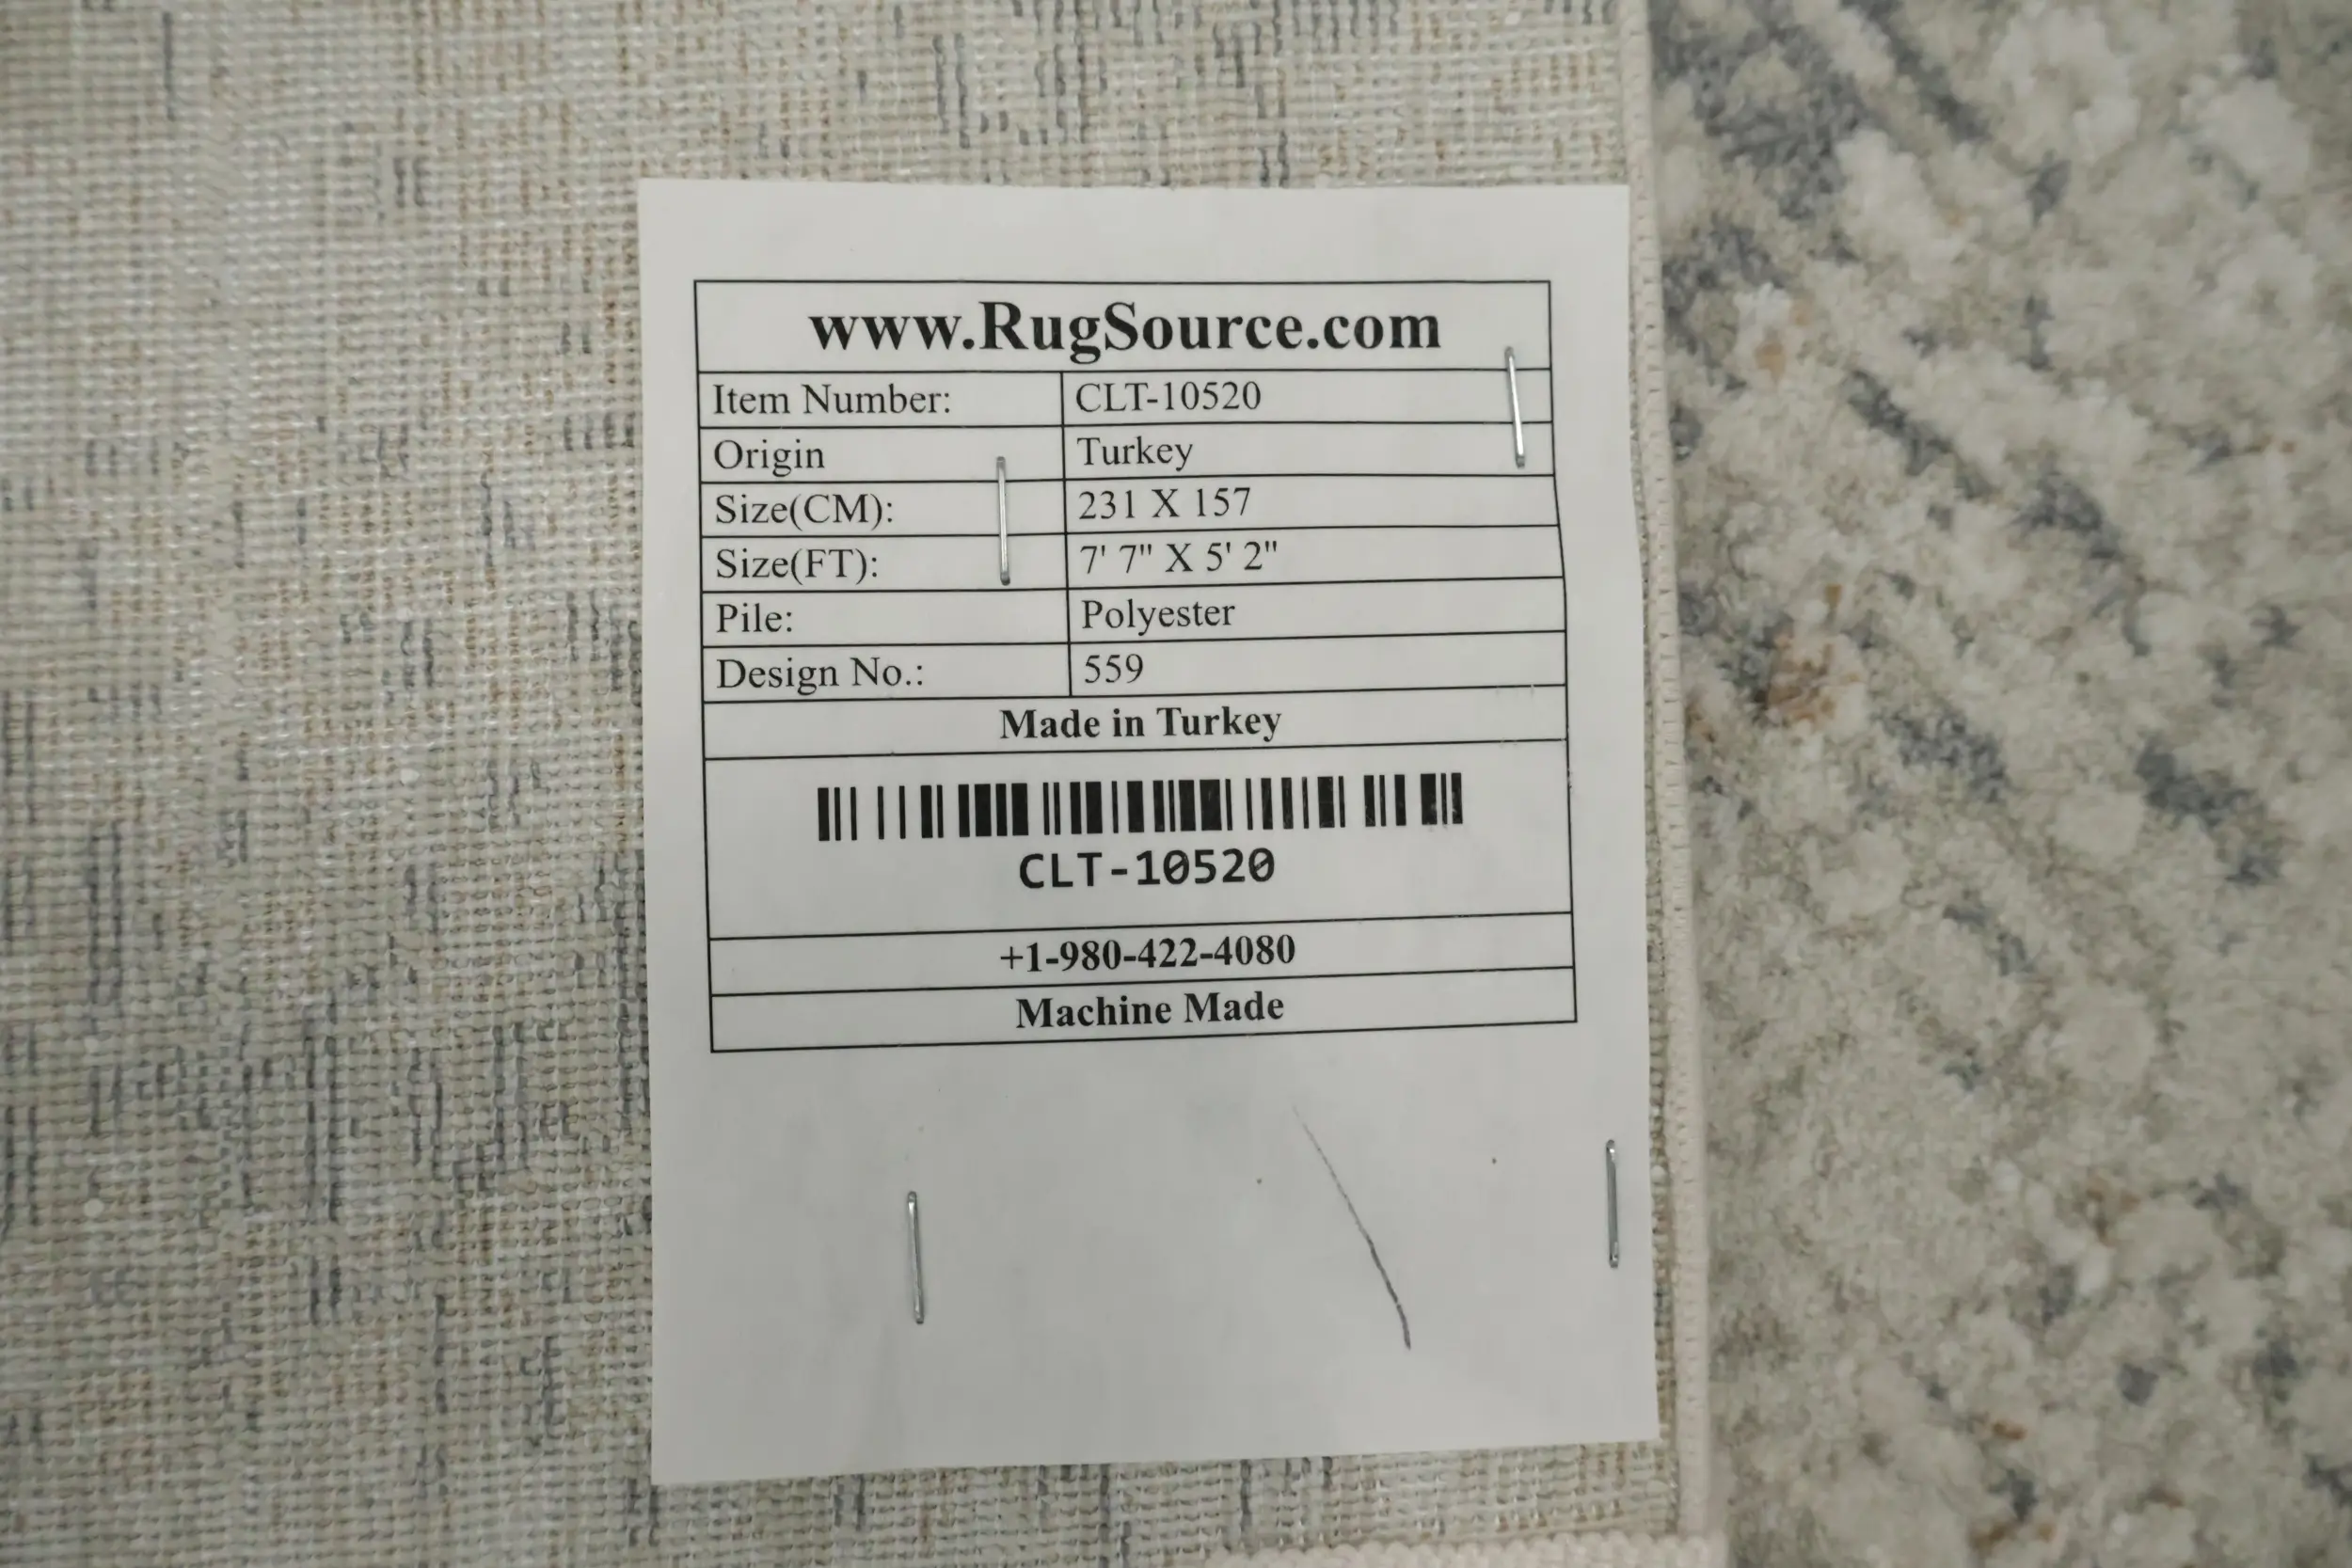 www.RugSource.com
Item Number: CLT-10520
Origin Turkey
Size(CM): 231 X 157
Size(FT): 7' 7" X 5' 2"
Pile: Polyester
Design No.: 559
Made in Turkey
CLT-10520
+1-980-422-4080
Machine Made